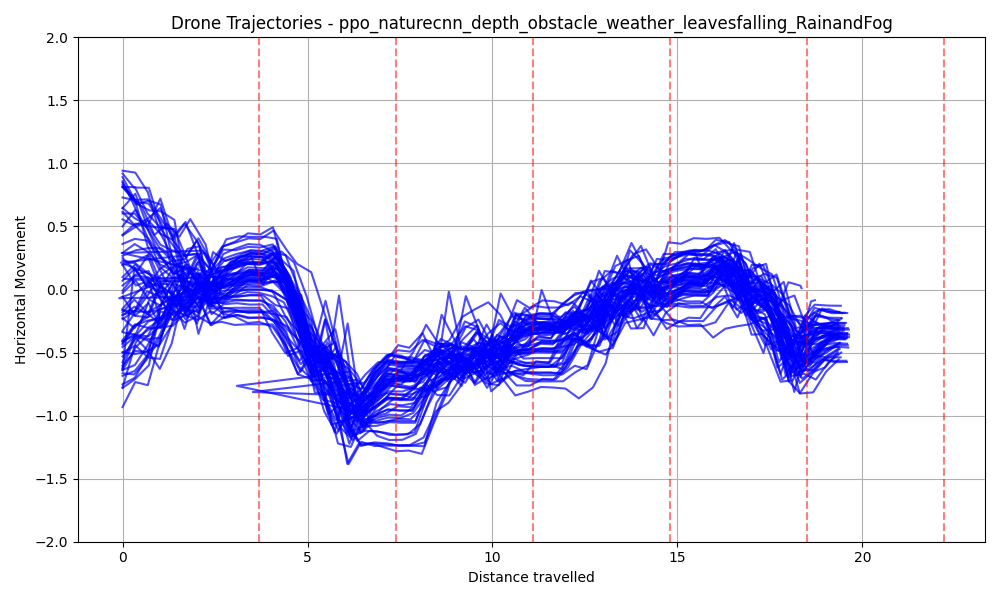 Drone Trajectories - ppo_naturecnn_depth_obstacle_weather_leavesfalling_RainandFog
2.0
1.5
1.0
0.5
0.0
−0.5
−1.0
−1.5
−2.0
Horizontal Movement
0 5 10 15 20
Distance travelled